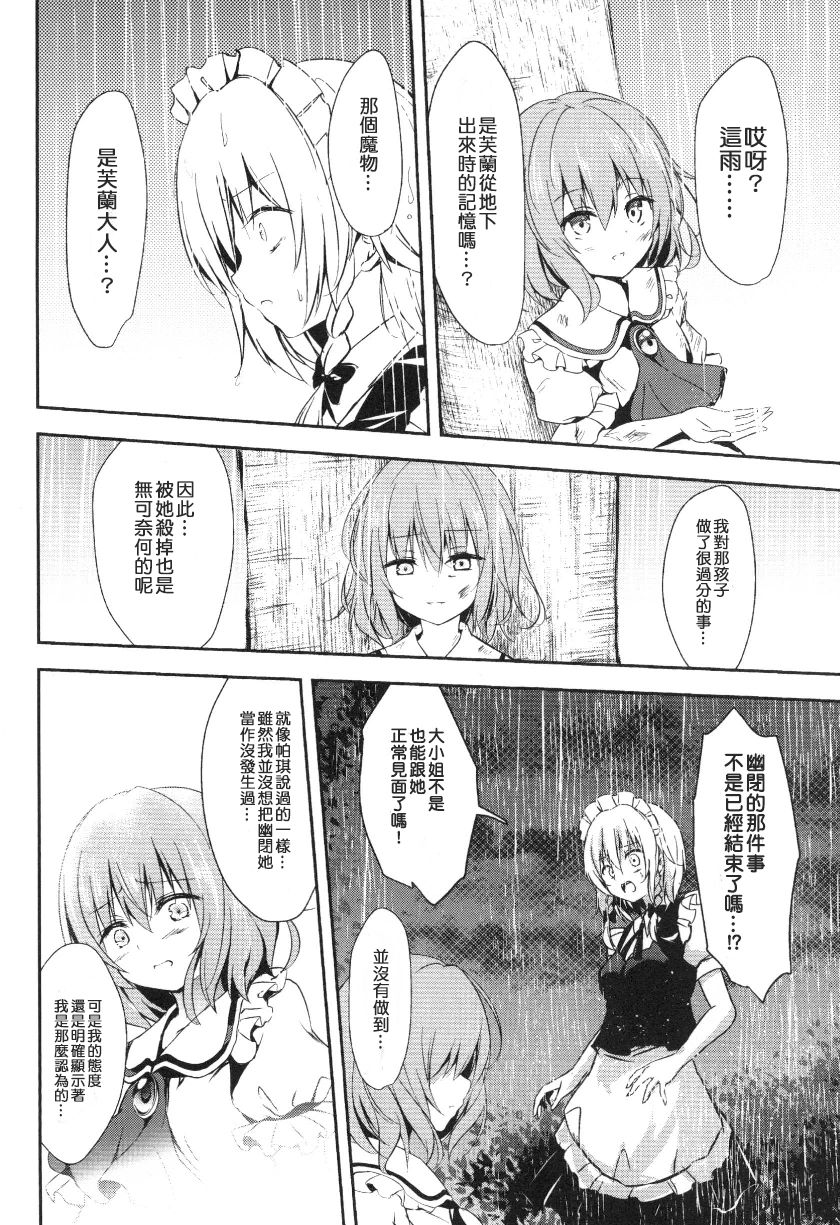 哎呀？
這雨……
是芙蘭從地下
出來時的記憶嗎…？
那個魔物…
是芙蘭大人…？
我對那孩子
做了很過分的事…
因此…
被她殺掉也是
無可奈何的呢
幽閉的那件事
不是已經結束了嗎…!?
大小姐不是
也能跟她
正常見面了嗎！
並沒有做到…
就像帕琪說過的一樣…
雖然我並沒想把幽閉她
當作沒發生過…
可是我的態度
還是明確顯示著
我是那麼認為的…